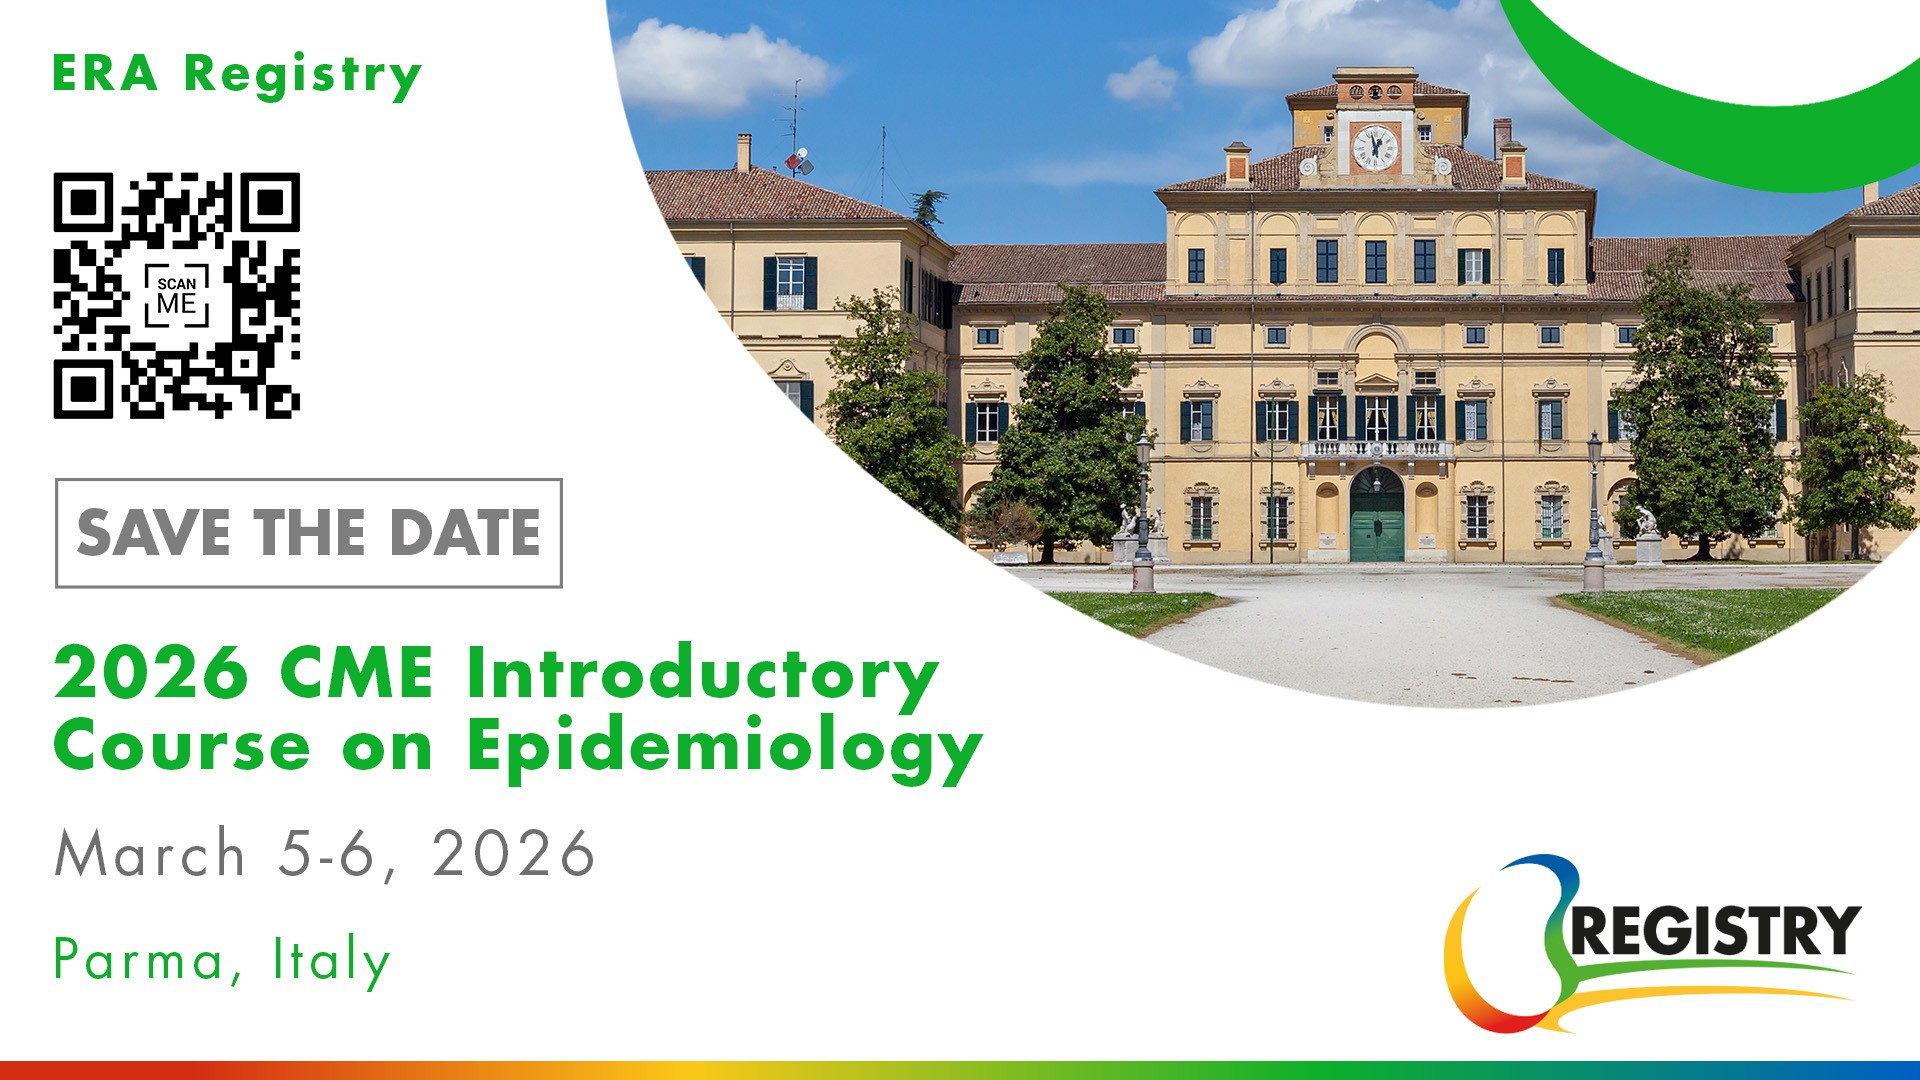 ERA Registry
SCAN
ME
SAVE THE DATE
2026 CME Introductory
Course on Epidemiology
March 5-6, 2026
Parma, Italy
REGISTRY